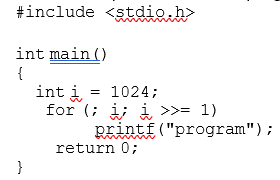 #include <stdio.h>
int main()
{
int i = 1024;
for (; i; i >>= 1)
printf("program");
return 0;
}